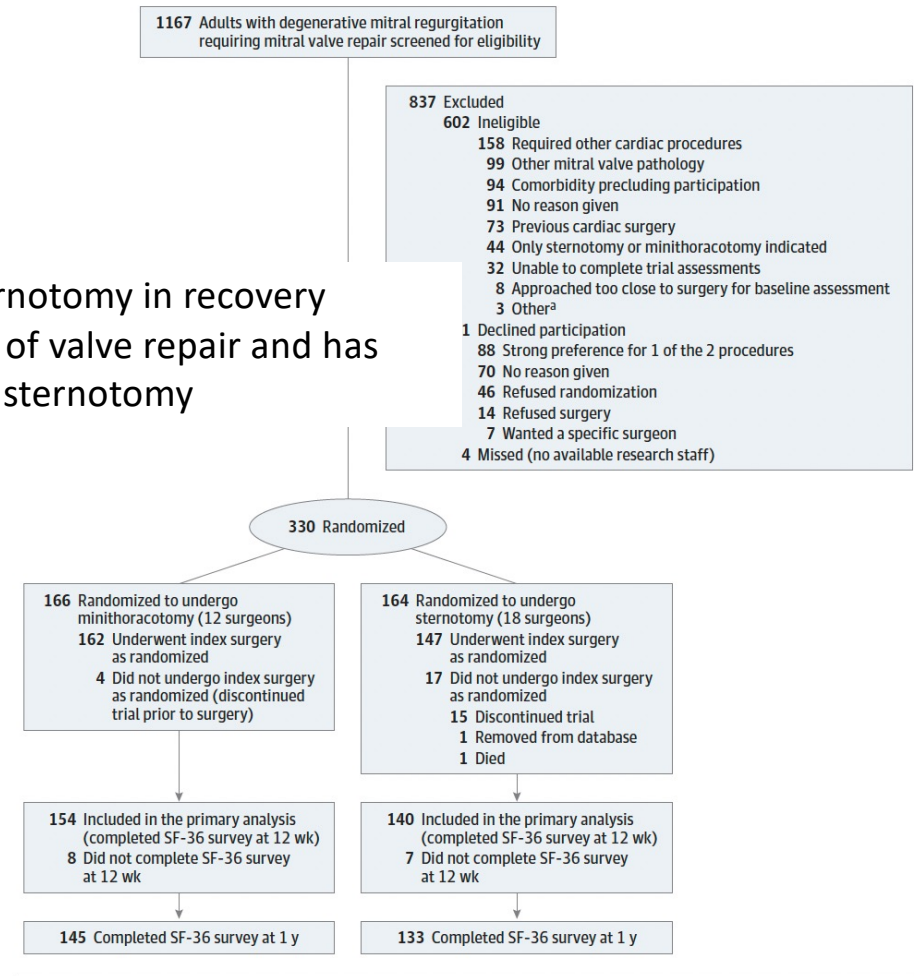 1167 Adults with degenerative mitral regurgitation
requiring mitral valve repair screened for eligibility
837 Excluded
602 Ineligible
158 Required other cardiac procedures
99 Other mitral valve pathology
94 Comorbidity precluding participation
91 No reason given
73 Previous cardiac surgery
44 Only sternotomy or minithoracotomy indicated
32 Unable to complete trial assessments
8 Approached too close to surgery for baseline assessment
3 Otherᵃ
1 Declined participation
88 Strong preference for 1 of the 2 procedures
70 No reason given
46 Refused randomization
14 Refused surgery
7 Wanted a specific surgeon
4 Missed (no available research staff)
rnotomy in recovery
of valve repair and has
sternotomy
330 Randomized
166 Randomized to undergo
minithoracotomy (12 surgeons)
162 Underwent index surgery
as randomized
4 Did not undergo index surgery
as randomized (discontinued
trial prior to surgery)
164 Randomized to undergo
sternotomy (18 surgeons)
147 Underwent index surgery
as randomized
17 Did not undergo index surgery
as randomized
15 Discontinued trial
1 Removed from database
1 Died
154 Included in the primary analysis
(completed SF-36 survey at 12 wk)
8 Did not complete SF-36 survey
at 12 wk
140 Included in the primary analysis
(completed SF-36 survey at 12 wk)
7 Did not complete SF-36 survey
at 12 wk
145 Completed SF-36 survey at 1 y
133 Completed SF-36 survey at 1 y